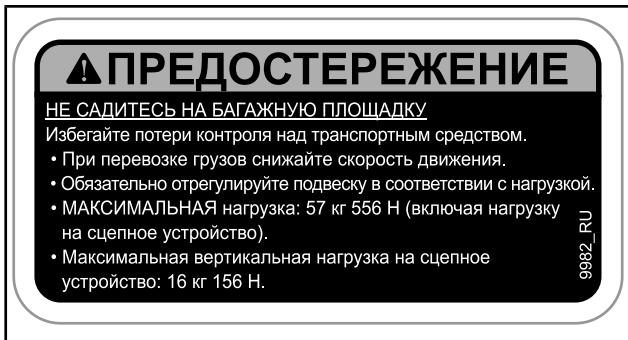 ПРЕДОСТЕРЕЖЕНИЕ
НЕ САДИТЕСЬ НА БАГАЖНУЮ ПЛОЩАДКУ
Избегайте потери контроля над транспортным средством.
• При перевозке грузов снижайте скорость движения.
• Обязательно отрегулируйте подвеску в соответствии с нагрузкой.
• МАКСИМАЛЬНАЯ нагрузка: 57 кг 556 Н (включая нагрузку
на сцепное устройство).
• Максимальная вертикальная нагрузка на сцепное
устройство: 16 кг 156 Н.
9982_RU